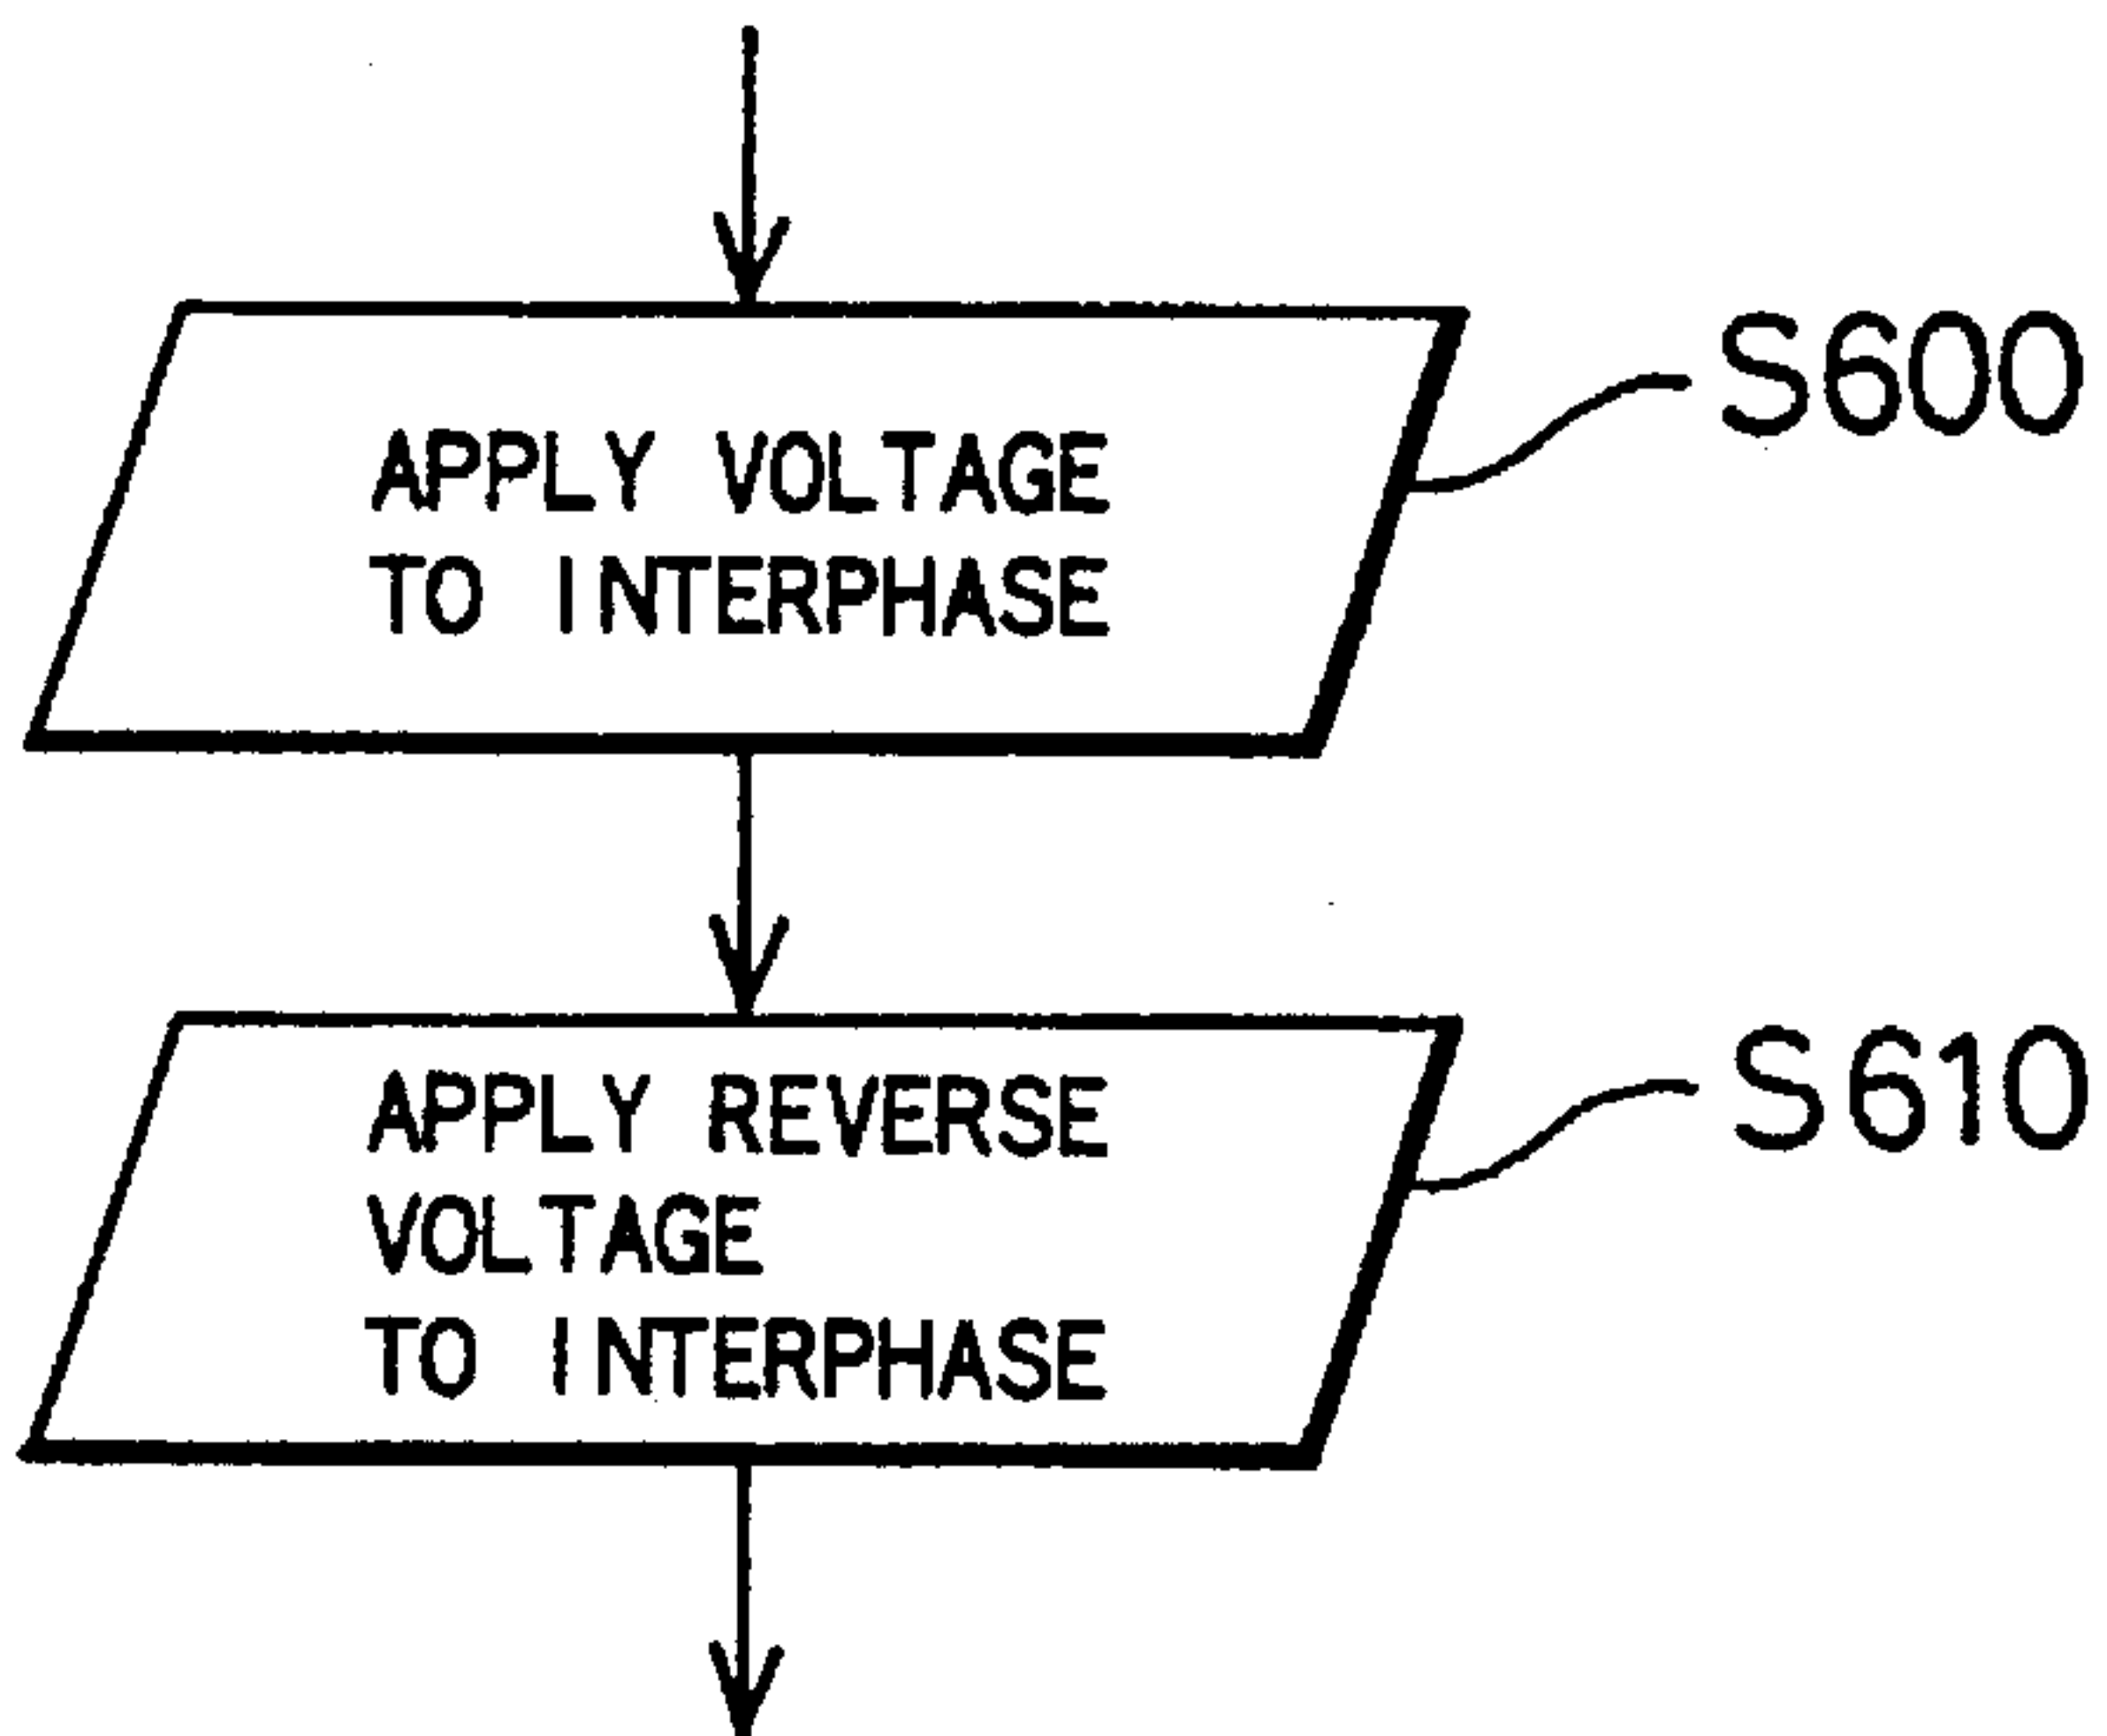 APPLY VOLTAGE
TO INTERPHASE
S600
APPLY REVERSE
VOLTAGE
TO INTERPHASE
S610